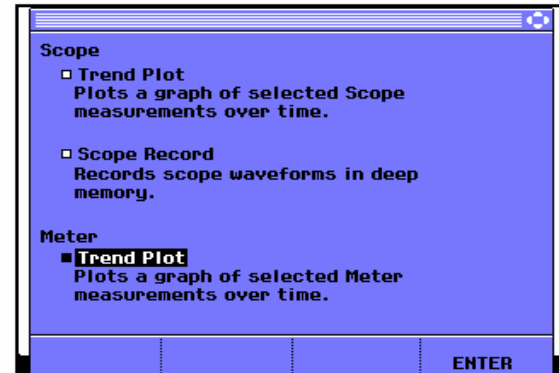 Scope
Trend Plot
Plots a graph of selected Scope
measurements over time.
Scope Record
Records scope waveforms in deep
memory.
Meter
Trend Plot
Plots a graph of selected Meter
measurements over time.
ENTER